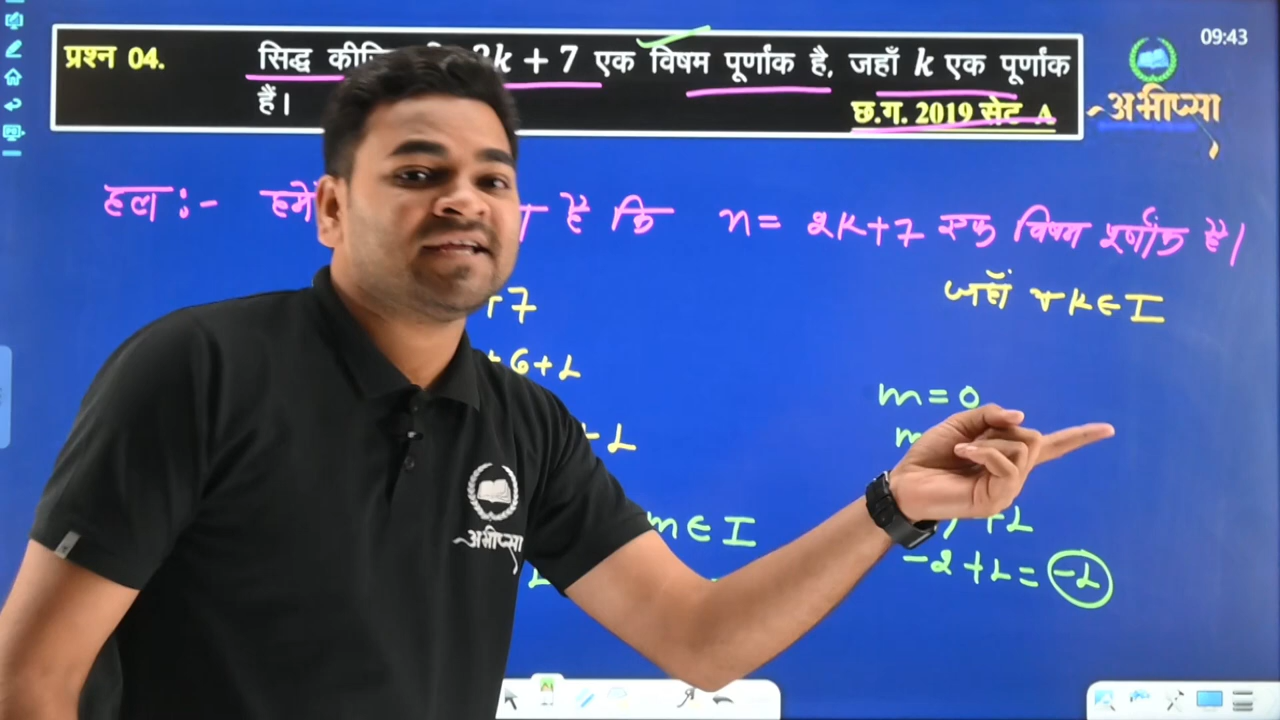 प्रश्न 04. सिद्ध 2k + 7 एक विषम पूर्णांक है, जहाँ k एक पूर्णांक
हैं।
छ.ग. 2019 सेट A
09:43
अभीप्सा
हल :- हमें है कि n = 2k+7 एक विषम पूर्णांक है।
जहाँ ∀ k ∈ I
+7
+6+1
+1
m ∈ I
m = 0
m
+1
-2+1 = -1
अभीप्सा